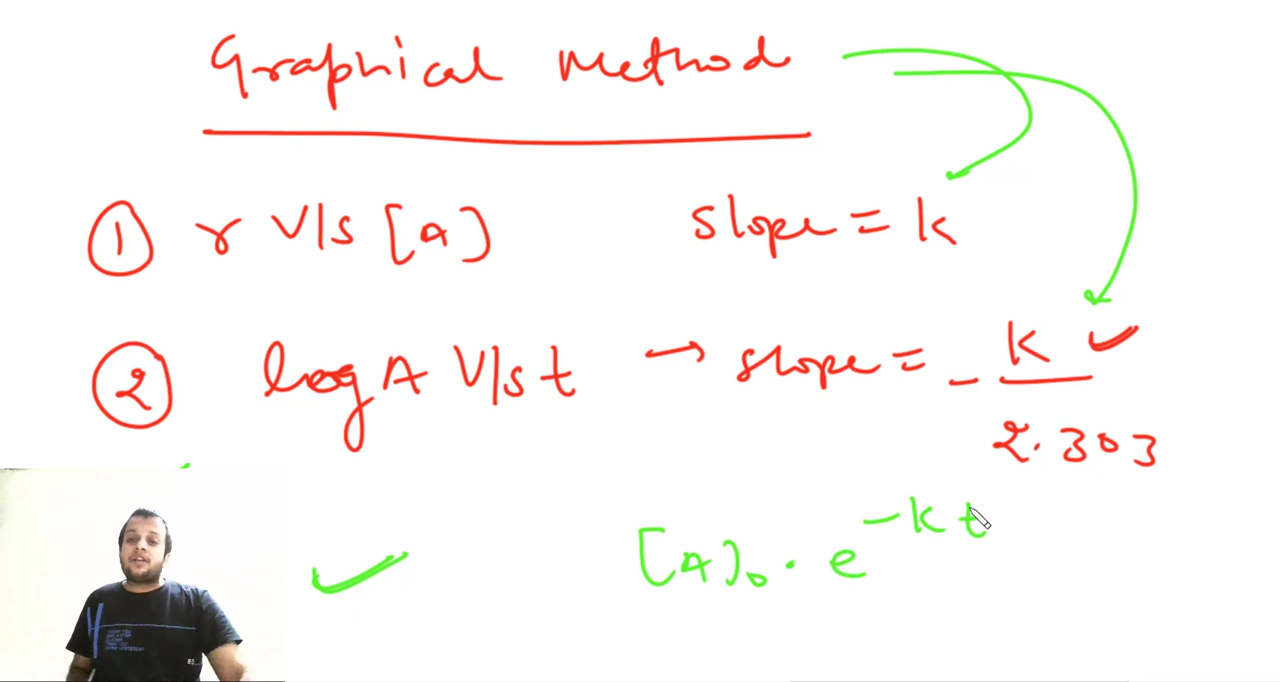 Graphical Method
① r V/s [A] slope = k
② log A V/s t → slope = - k / 2.303
[A]₀ . e^-kt